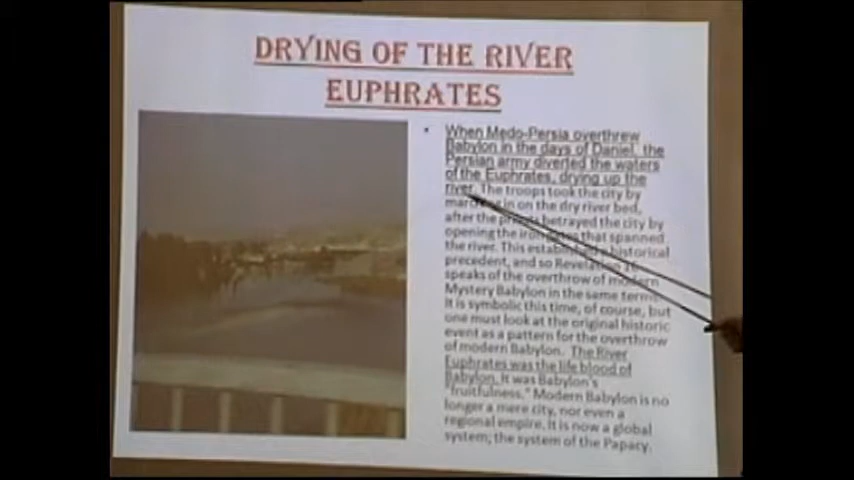 DRYING OF THE RIVER
EUPHRATES
• When Medo-Persia overthrew
Babylon in the days of Daniel, the
Persian army diverted the waters
of the Euphrates, drying up the
river. The troops took the city by
in on the dry river bed,
after the betrayed the city by
opening the iron that spanned
the river. This a historical
precedent, and so Revelation 16
speaks of the overthrow of modern
Mystery Babylon in the same terms.
It is symbolic this time, of course, but
one must look at the original historic
event as a pattern for the overthrow
of modern Babylon. The River
Euphrates was the life blood of
Babylon. It was Babylon's
"fruitfulness." Modern Babylon is no
longer a mere city, nor even a
regional empire. It is now a global
system; the system of the Papacy.